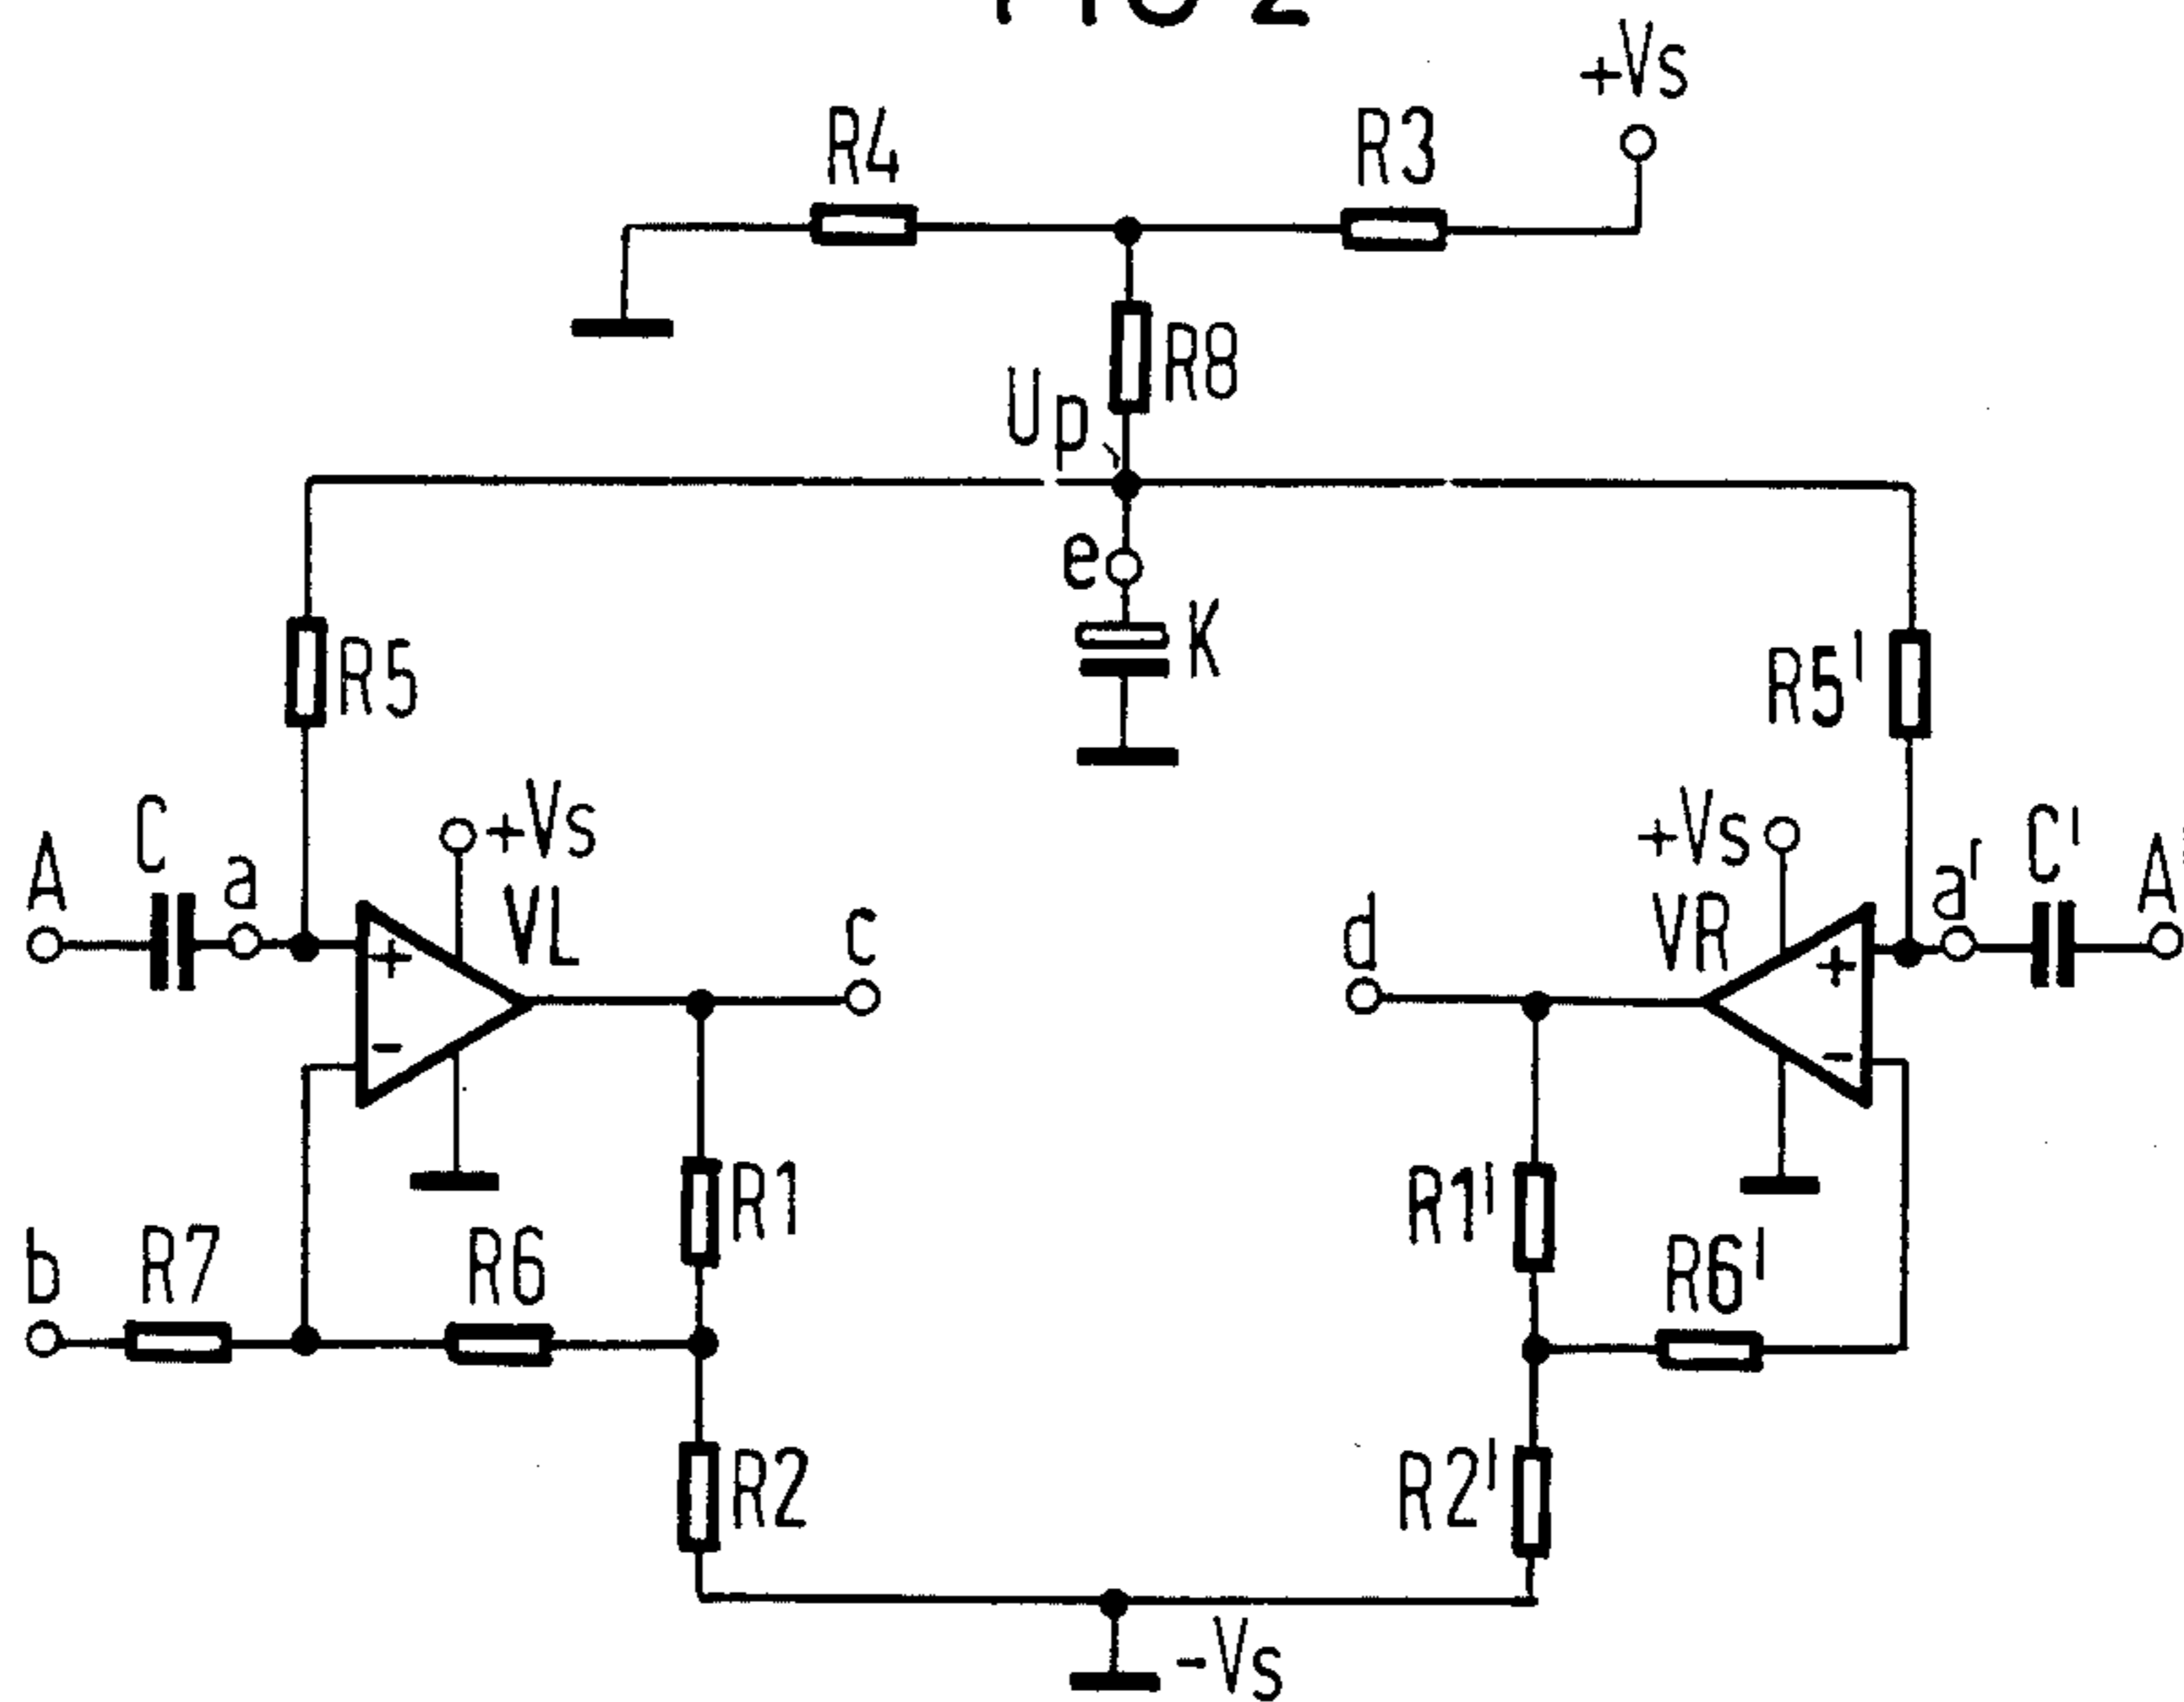 +Vs
R4
R3
R8
Up
e
K
R5
R5'
A
C
a
+
-
+Vs
VL
c
d
+Vs
VR
+
-
a'
C'
A'
R1
R1'
b
R7
R6
R6'
R2
R2'
-Vs